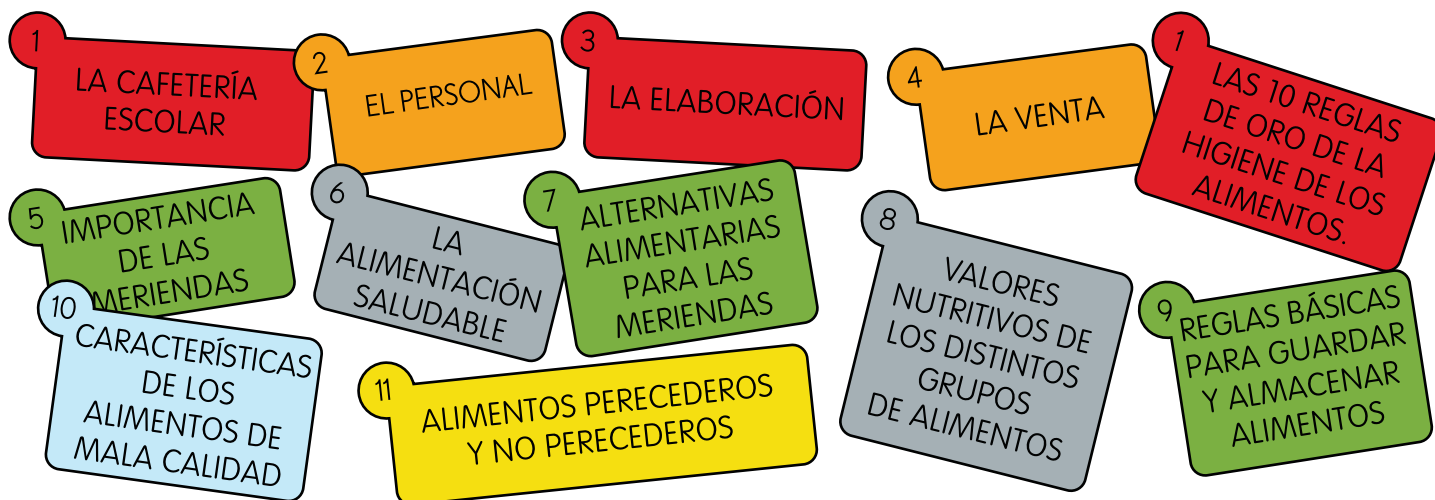 1
LA CAFETERÍA
ESCOLAR
2
EL PERSONAL
3
LA ELABORACIÓN
4
LA VENTA
1
LAS 10 REGLAS
DE ORO DE LA
HIGIENE DE LOS
ALIMENTOS.
5
IMPORTANCIA
DE LAS
MERIENDAS
6
LA
ALIMENTACIÓN
SALUDABLE
7
ALTERNATIVAS
ALIMENTARIAS
PARA LAS
MERIENDAS
8
VALORES
NUTRITIVOS DE
LOS DISTINTOS
GRUPOS
DE ALIMENTOS
9
REGLAS BÁSICAS
PARA GUARDAR
Y ALMACENAR
ALIMENTOS
10
CARACTERÍSTICAS
DE LOS
ALIMENTOS DE
MALA CALIDAD
11
ALIMENTOS PERECEDEROS
Y NO PERECEDEROS